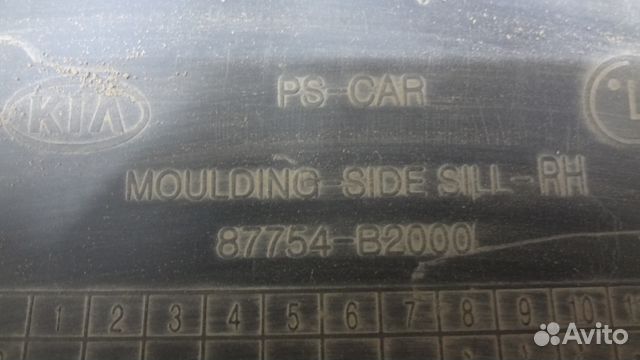 PS-CAR
KIA
MOULDING-SIDE SILL-RH
87754-B2000
1 2 3 4 5 6 7 8 9 10
Avito